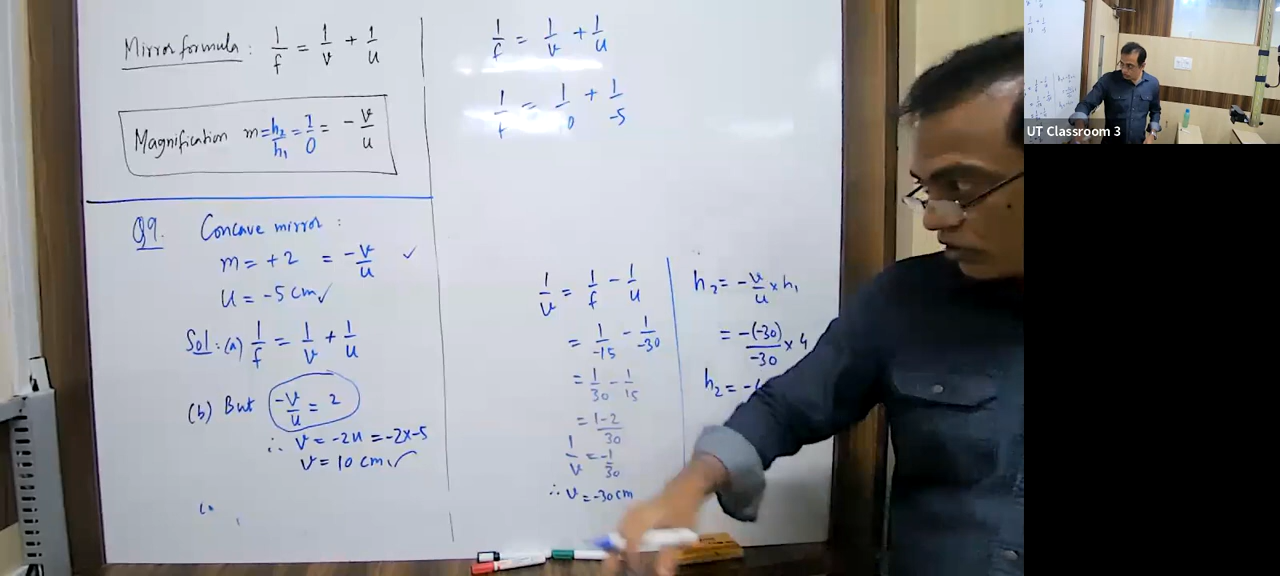 Mirror formula : 1/f = 1/v + 1/u
Magnification m = h₂/h₁ = I/O = -v/u
Q9. Concave mirror :
m = +2 = -v/u ✓
u = -5 cm ✓
Sol : (a) 1/f = 1/v + 1/u
(b) But -v/u = 2
∴ v = -2u = -2x-5
v = 10 cm ✓
1/f = 1/v + 1/u
1/f = 1/10 + 1/-5
1/v = 1/f - 1/u
= 1/-15 - 1/-30
= 1/30 - 1/15
= 1-2/30
1/v = -1/30
∴ v = -30 cm
h₂ = -v/u x h₁
= -(-30)/-30 x 4
h₂ = -
UT Classroom 3